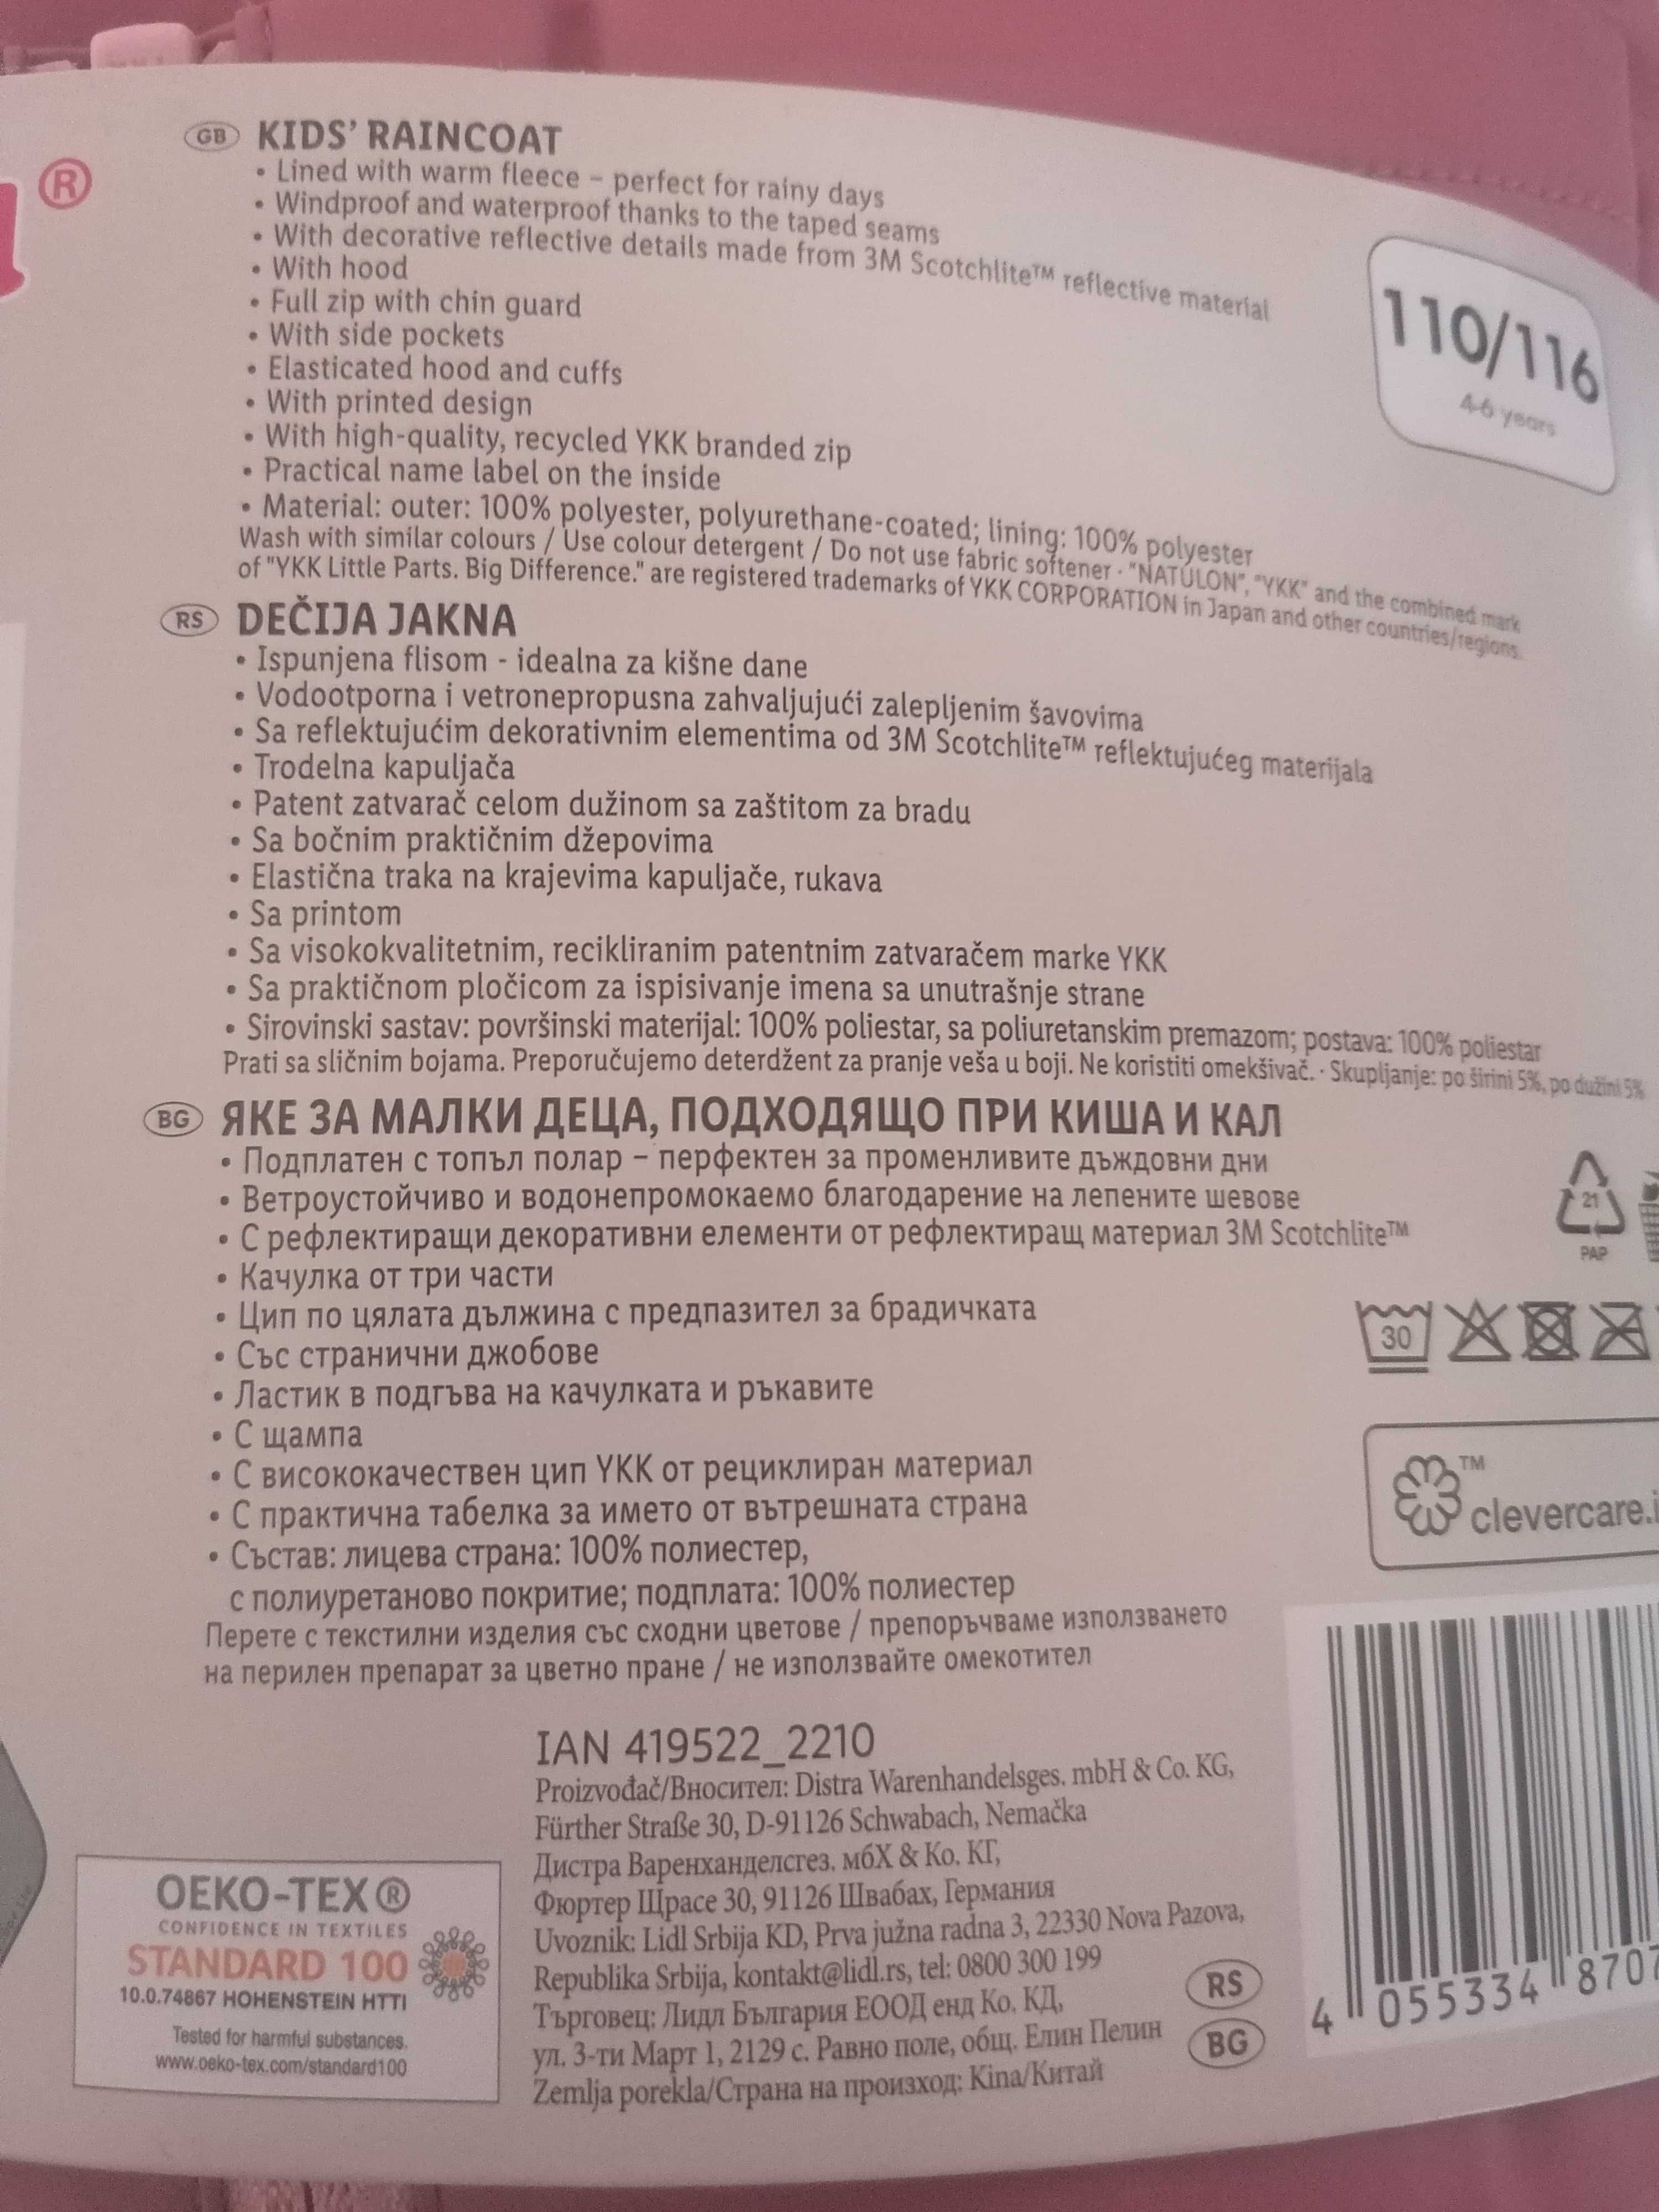 ®
GB KIDS’ RAINCOAT
• Lined with warm fleece – perfect for rainy days
• Windproof and waterproof thanks to the taped seams
• With decorative reflective details made from 3M Scotchlite™ reflective material
• With hood
• Full zip with chin guard
• With side pockets
• Elasticated hood and cuffs
• With printed design
• With high-quality, recycled YKK branded zip
• Practical name label on the inside
• Material: outer: 100% polyester, polyurethane-coated; lining: 100% polyester
Wash with similar colours / Use colour detergent / Do not use fabric softener · "NATULON", "YKK" and the combined mark
of "YKK Little Parts. Big Difference." are registered trademarks of YKK CORPORATION in Japan and other countries/regions.
110/116
4-6 years
RS DEČIJA JAKNA
• Ispunjena flisom - idealna za kišne dane
• Vodootporna i vetronepropusna zahvaljujući zalepljenim šavovima
• Sa reflektujućim dekorativnim elementima od 3M Scotchlite™ reflektujućeg materijala
• Trodelna kapuljača
• Patent zatvarač celom dužinom sa zaštitom za bradu
• Sa bočnim praktičnim džepovima
• Elastična traka na krajevima kapuljače, rukava
• Sa printom
• Sa visokokvalitetnim, recikliranim patentnim zatvaračem marke YKK
• Sa praktičnom pločicom za ispisivanje imena sa unutrašnje strane
• Sirovinski sastav: površinski materijal: 100% poliestar, sa poliuretanskim premazom; postava: 100% poliestar
Prati sa sličnim bojama. Preporučujemo deterdžent za pranje veša u boji. Ne koristiti omekšivač. · Skupljanje: po širini 5%, po dužini 5%
BG ЯКЕ ЗА МАЛКИ ДЕЦА, ПОДХОДЯЩО ПРИ КИША И КАЛ
• Подплатен с топъл полар – перфектен за променливите дъждовни дни
• Ветроустойчиво и водонепромокаемо благодарение на лепените шевове
• С рефлектиращи декоративни елементи от рефлектиращ материал 3M Scotchlite™
• Качулка от три части
• Цип по цялата дължина с предпазител за брадичката
• Със странични джобове
• Ластик в подгъва на качулката и ръкавите
• С щампа
• С висококачествен цип YKK от рециклиран материал
• С практична табелка за името от вътрешната страна
• Състав: лицева страна: 100% полиестер,
с полиуретаново покритие; подплата: 100% полиестер
Перете с текстилни изделия със сходни цветове / препоръчваме използването
на перилен препарат за цветно пране / не използвайте омекотител
21
PAP
30
™
clevercare.i
IAN 419522_2210
Proizvođač/Вносител: Distra Warenhandelsges. mbH & Co. KG,
Fürther Straße 30, D-91126 Schwabach, Nemačka
Дистра Варенханделсгез. мбХ & Ко. КГ,
Фюртер Щрасе 30, 91126 Швабах, Германия
Uvoznik: Lidl Srbija KD, Prva južna radna 3, 22330 Nova Pazova,
Republika Srbija, kontakt@lidl.rs, tel: 0800 300 199
Търговец: Лидл България ЕООД енд Ко. КД,
ул. 3-ти Март 1, 2129 с. Равно поле, общ. Елин Пелин
Zemlja porekla/Страна на произход: Kina/Китай
RS
BG
OEKO-TEX®
CONFIDENCE IN TEXTILES
STANDARD 100
10.0.74867 HOHENSTEIN HTTI
Tested for harmful substances.
www.oeko-tex.com/standard100
4 055334 8707